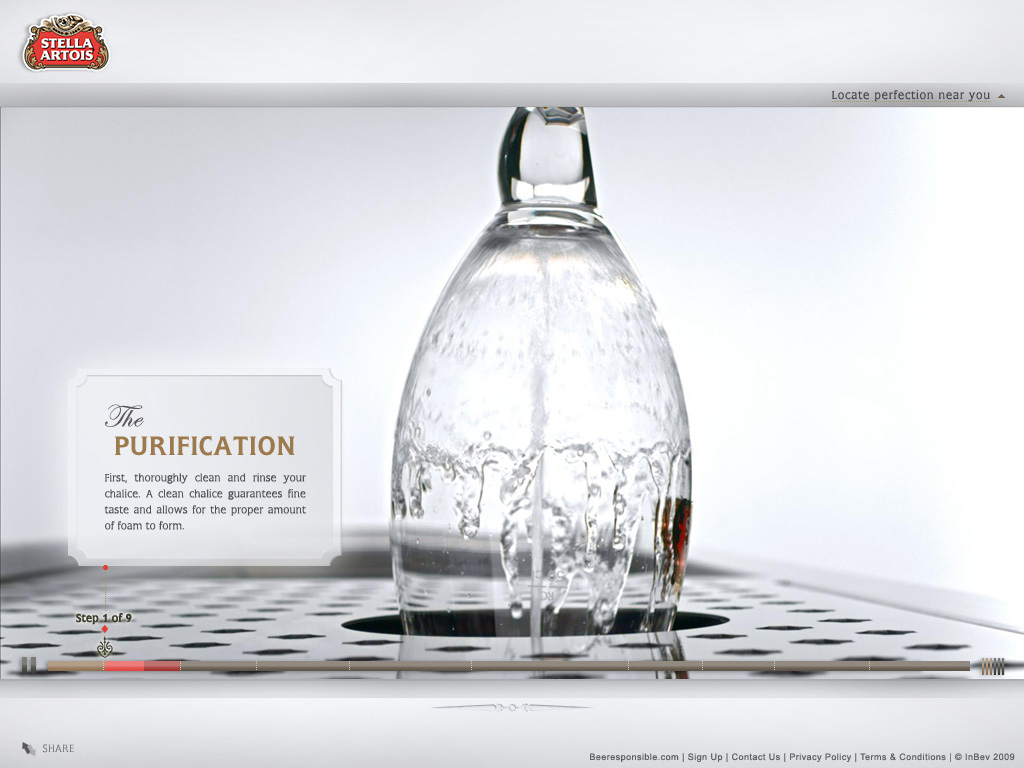 STELLA
ARTOIS
Locate perfection near you
The
PURIFICATION
First, thoroughly clean and rinse your
chalice. A clean chalice guarantees fine
taste and allows for the proper amount
of foam to form.
Step 1 of 9
SHARE
Beeresponsible.com | Sign Up | Contact Us | Privacy Policy | Terms & Conditions | © InBev 2009